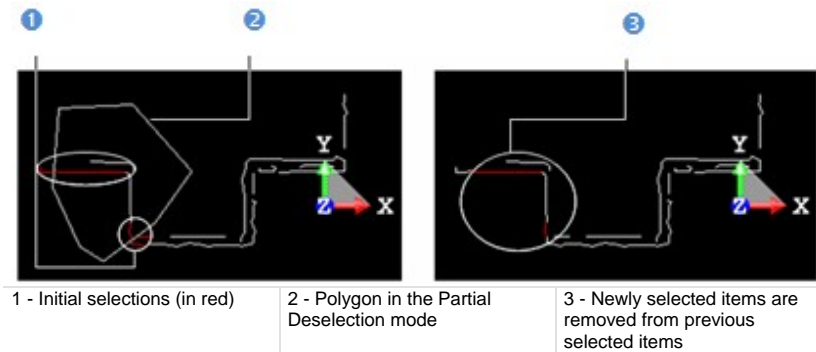 1
2
3
Y
Z
X
Y
Z
X
1 - Initial selections (in red)
2 - Polygon in the Partial
Deselection mode
3 - Newly selected items are
removed from previous
selected items